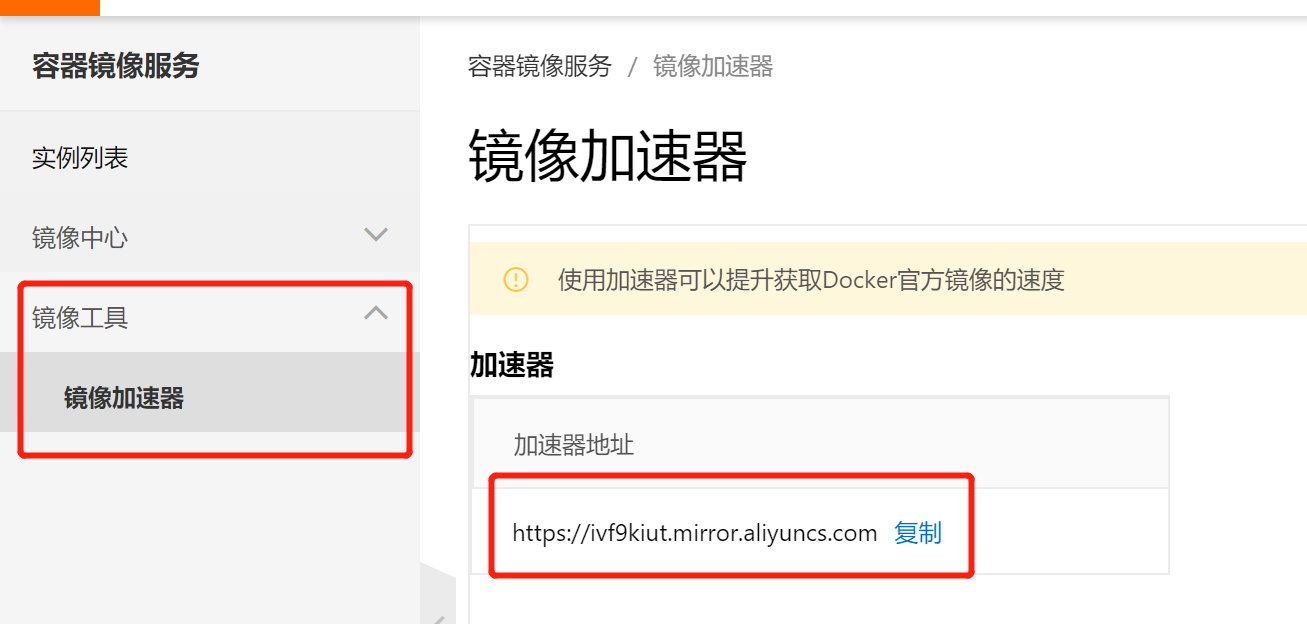 容器镜像服务
实例列表
镜像中心
镜像工具
镜像加速器
容器镜像服务 / 镜像加速器
镜像加速器
使用加速器可以提升获取Docker官方镜像的速度
加速器
加速器地址
https://ivf9kiut.mirror.aliyuncs.com 复制